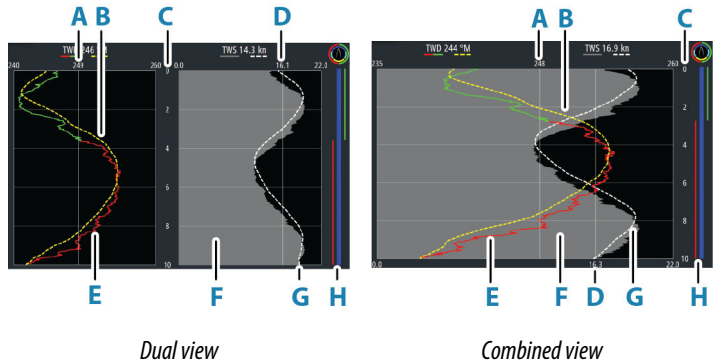 A B C D
TWD 246 °M TWS 14.3 kn
240 249 260 0 0.0 16.1 22.0
2
4
6
8
10
E F G H
Dual view
A B C
TWD 244 °M TWS 16.9 kn
235 248 260 0
2
4
6
8
0.0 16.3 22.0 10
E F D G H
Combined view